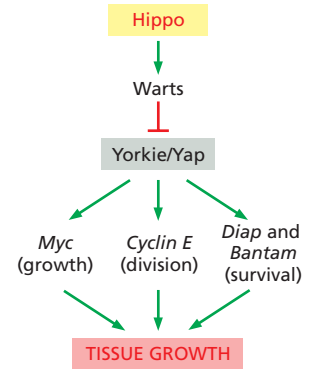 Hippo
Warts
Yorkie/Yap
Myc
(growth)
Cyclin E
(division)
Diap and
Bantam
(survival)
TISSUE GROWTH